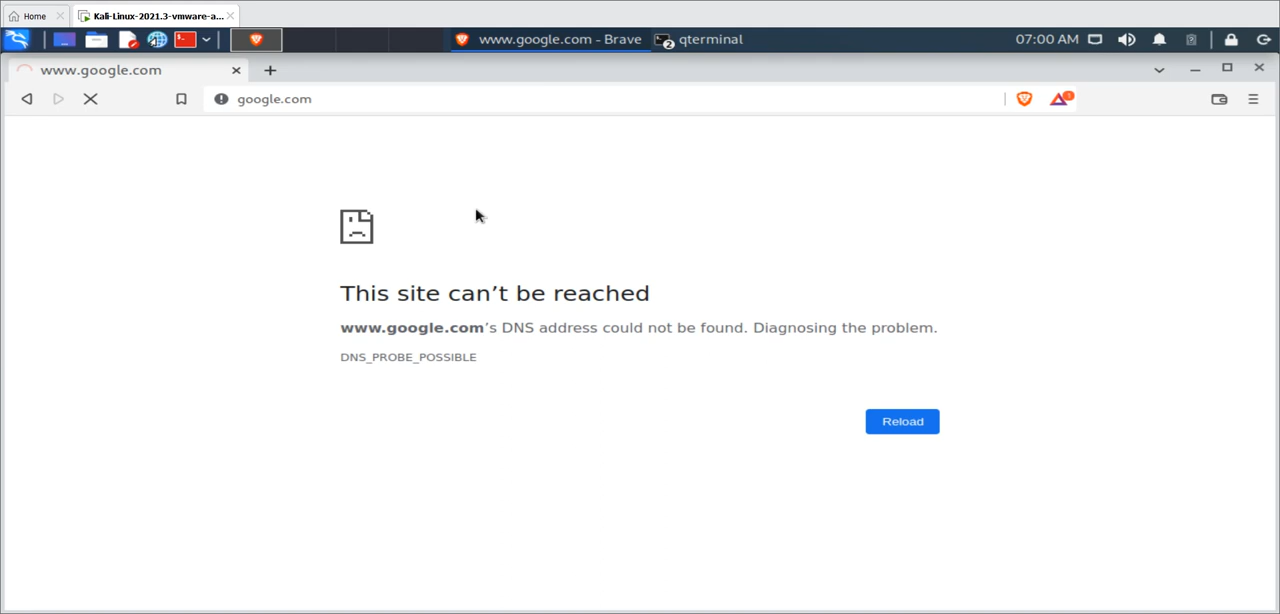 Home
Kali-Linux-2021.3-vmware-a...
www.google.com - Brave
qterminal
07:00 AM
www.google.com
google.com
This site can’t be reached
www.google.com’s DNS address could not be found. Diagnosing the problem.
DNS_PROBE_POSSIBLE
Reload